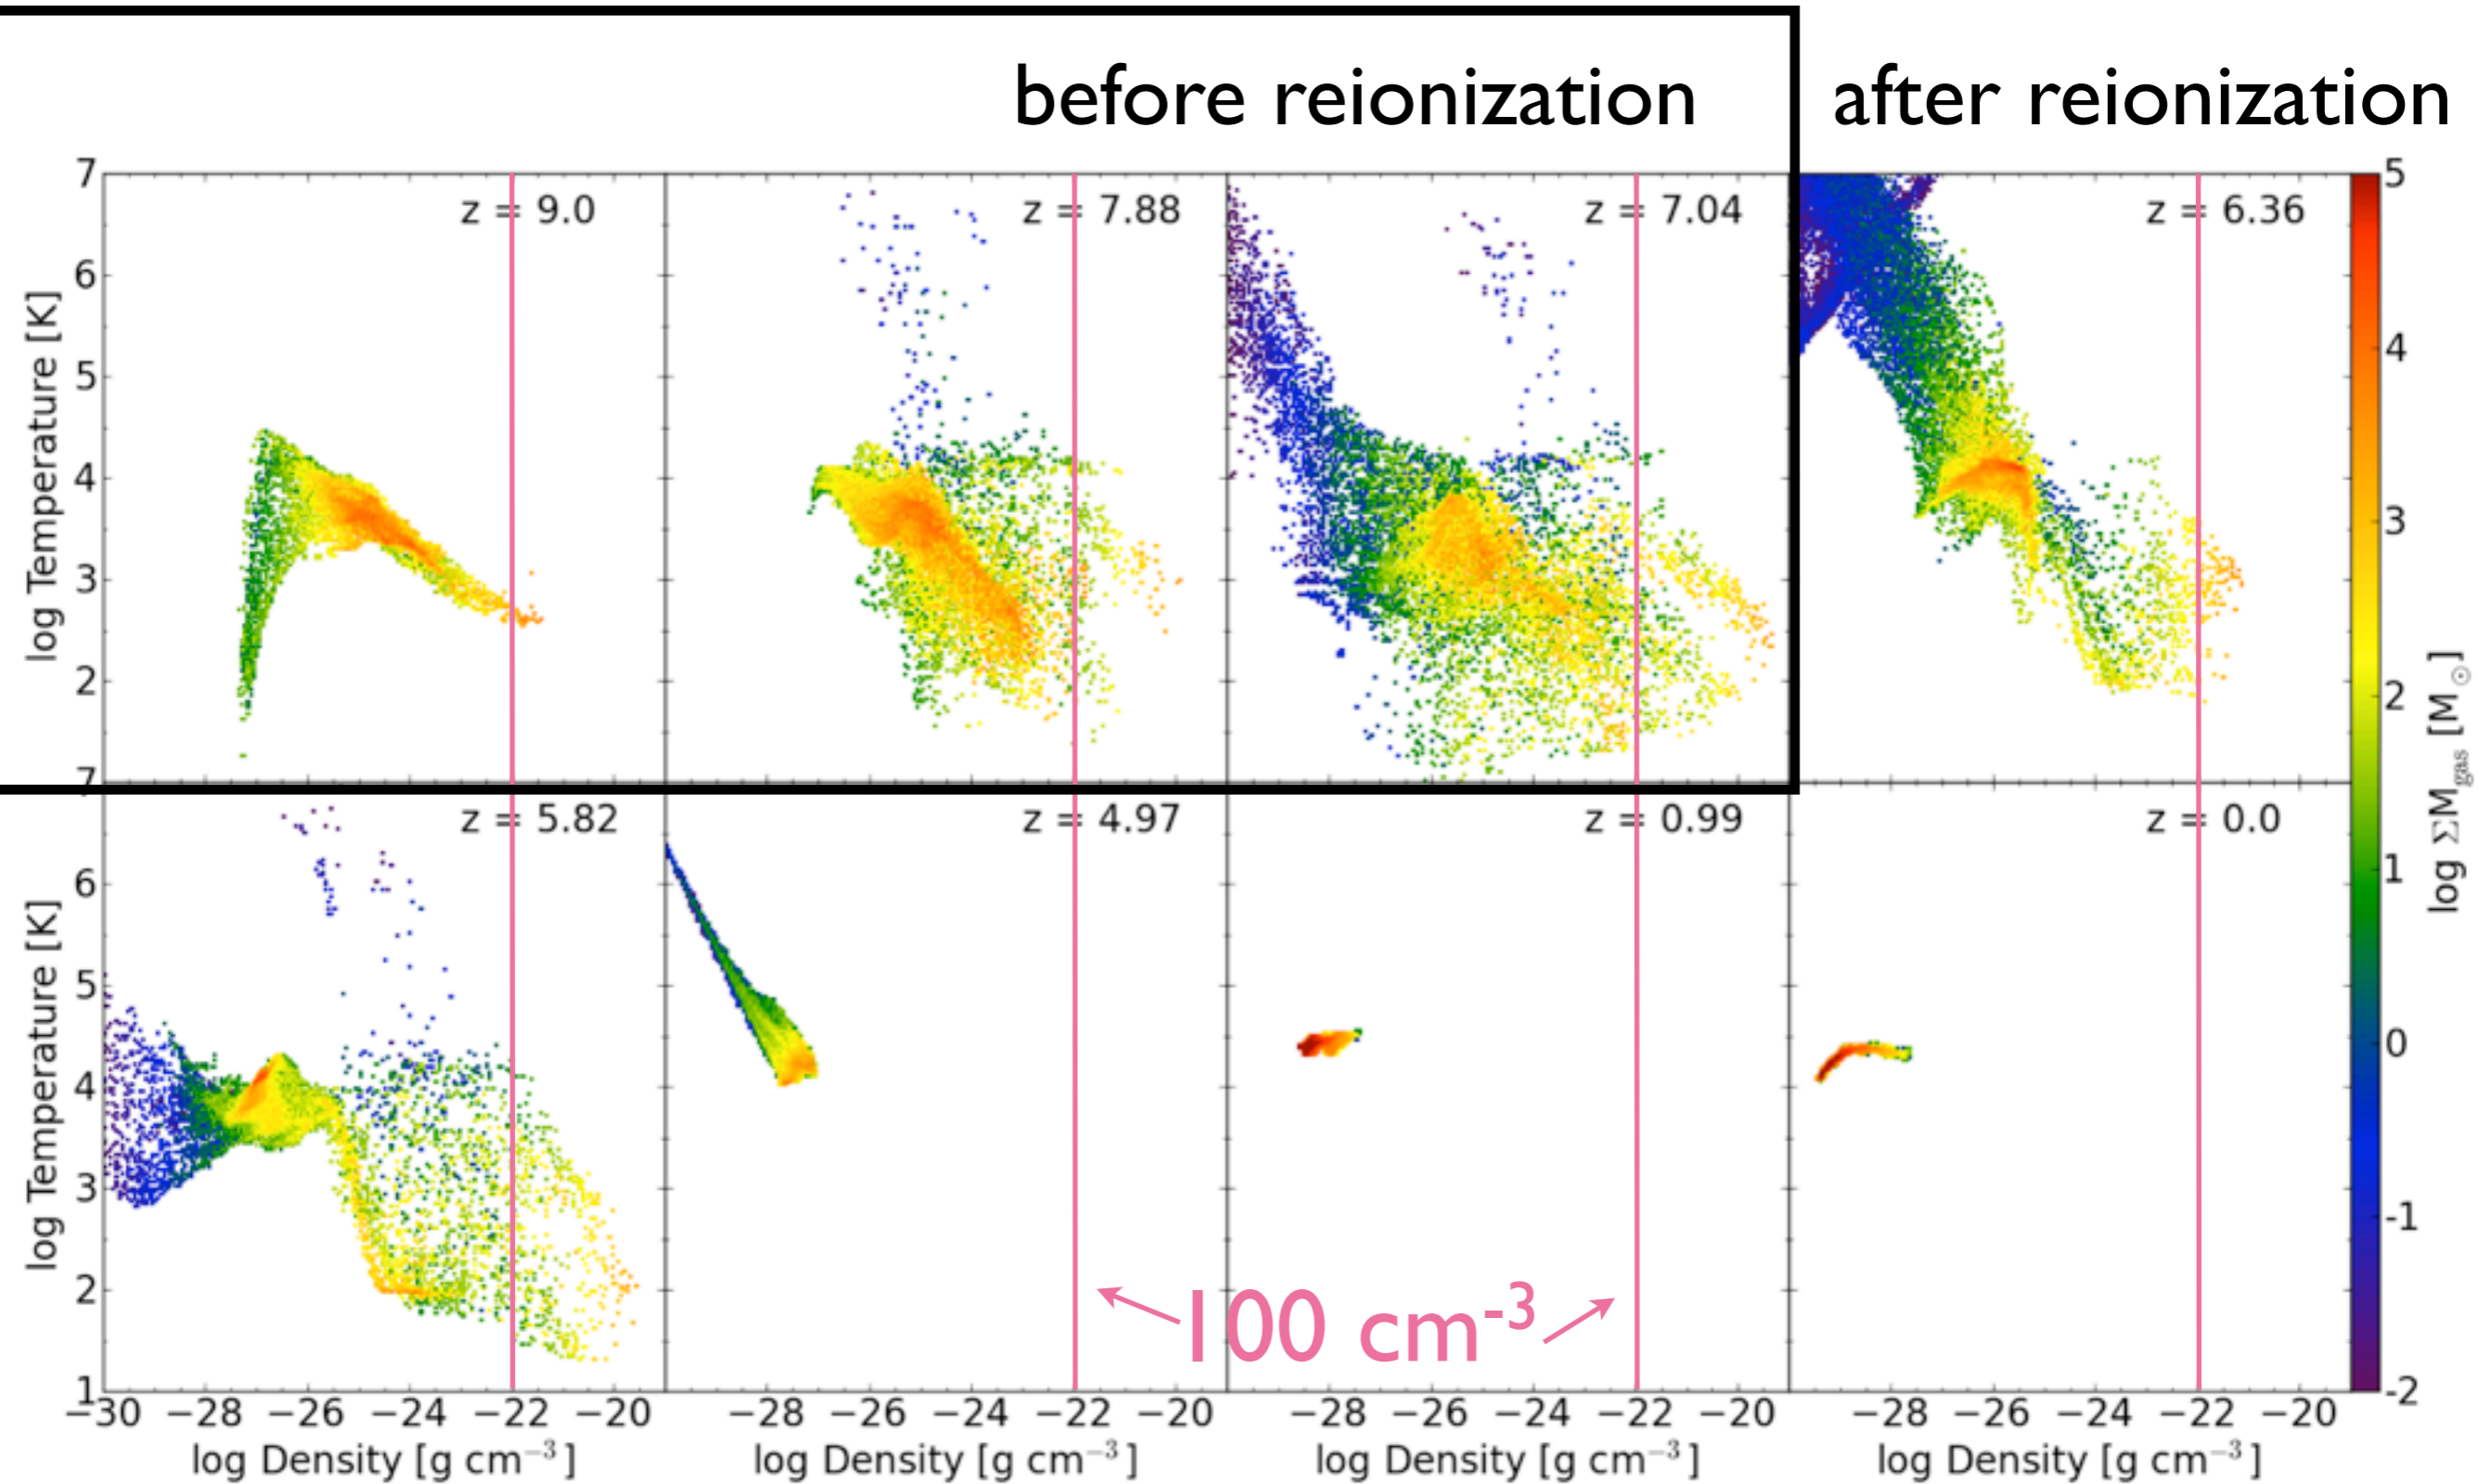 before reionization
after reionization
7
6
5
4
3
2
7
log Temperature [K]
z = 9.0
z = 7.88
z = 7.04
z = 6.36
5
4
3
2
1
0
-1
-2
log ΣM_gas [M_⊙]
6
5
4
3
2
1
log Temperature [K]
z = 5.82
z = 4.97
z = 0.99
z = 0.0
100 cm⁻³
−30 −28 −26 −24 −22 −20
−28 −26 −24 −22 −20
−28 −26 −24 −22 −20
−28 −26 −24 −22 −20
log Density [g cm⁻³]
log Density [g cm⁻³]
log Density [g cm⁻³]
log Density [g cm⁻³]